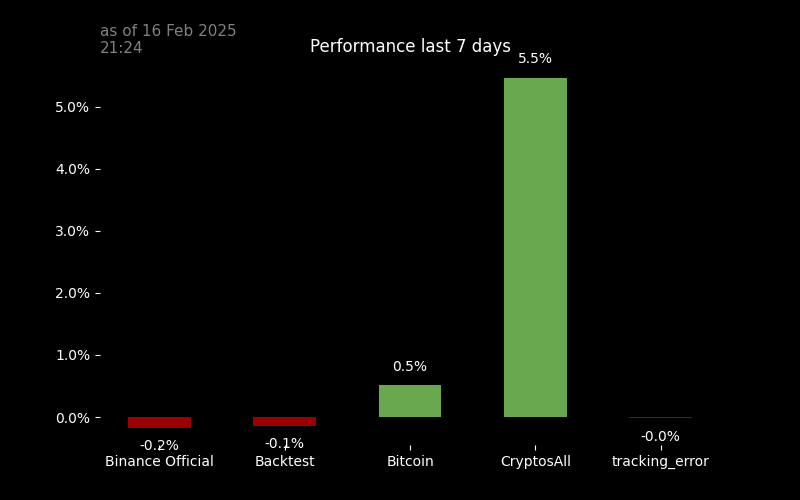 as of 16 Feb 2025
21:24
Performance last 7 days
5.5%
5.0%
4.0%
3.0%
2.0%
1.0%
0.5%
0.0%
-0.2%
-0.1%
-0.0%
Binance Official
Backtest
Bitcoin
CryptosAll
tracking_error